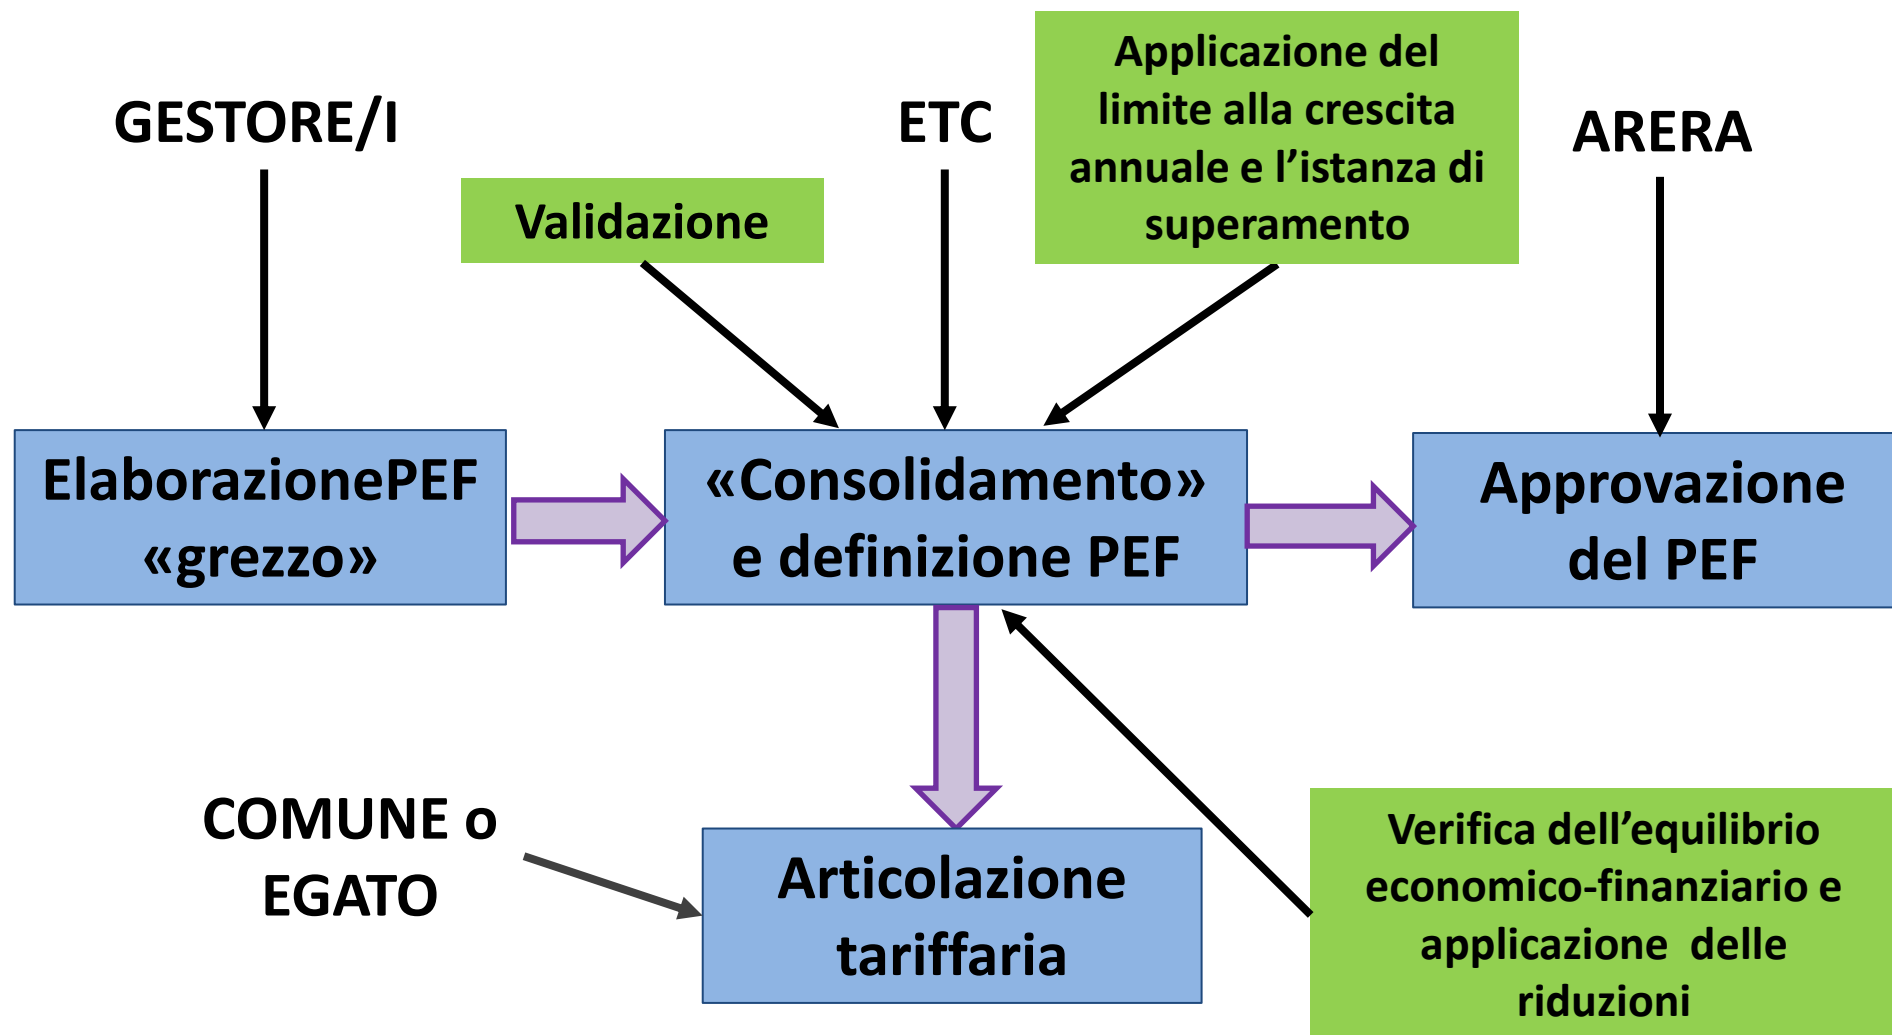 GESTORE/I
ETC
Applicazione del
limite alla crescita
annuale e l’istanza di
superamento
ARERA
Validazione
ElaborazionePEF
«grezzo»
«Consolidamento»
e definizione PEF
Approvazione
del PEF
COMUNE o
EGATO
Articolazione
tariffaria
Verifica dell’equilibrio
economico-finanziario e
applicazione  delle
riduzioni